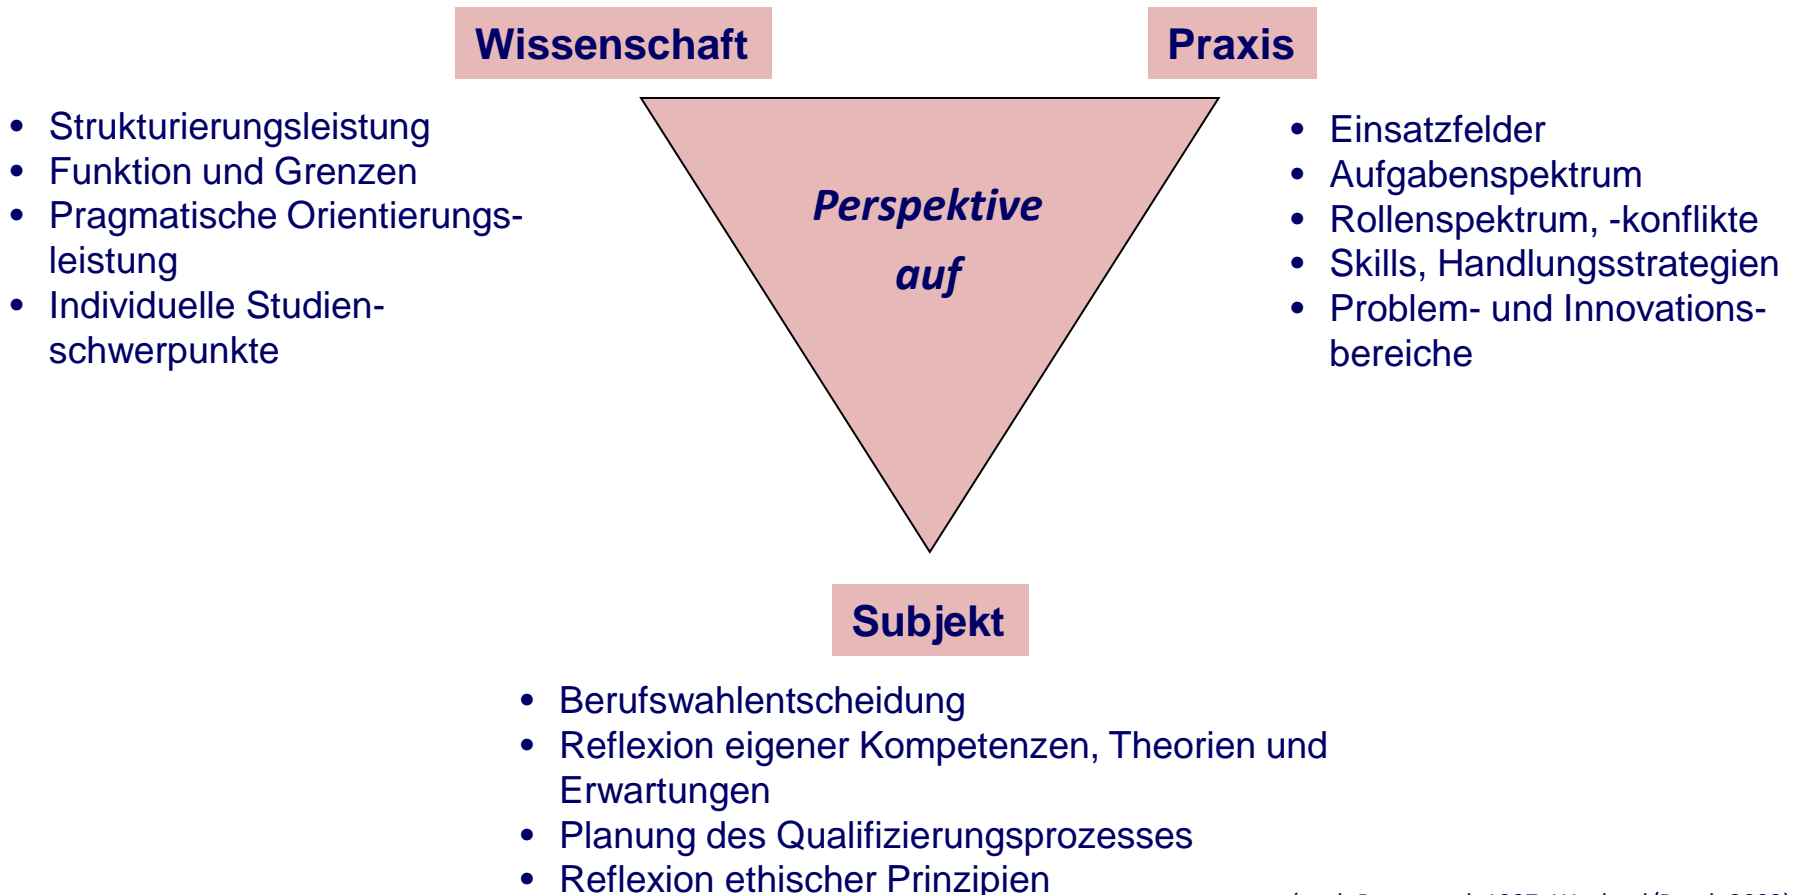 Wissenschaft
Praxis
• Strukturierungsleistung
• Funktion und Grenzen
• Pragmatische Orientierungs-
leistung
• Individuelle Studien-
schwerpunkte
Perspektive
auf
• Einsatzfelder
• Aufgabenspektrum
• Rollenspektrum, -konflikte
• Skills, Handlungsstrategien
• Problem- und Innovations-
bereiche
Subjekt
• Berufswahlentscheidung
• Reflexion eigener Kompetenzen, Theorien und
Erwartungen
• Planung des Qualifizierungsprozesses
• Reflexion ethischer Prinzipien